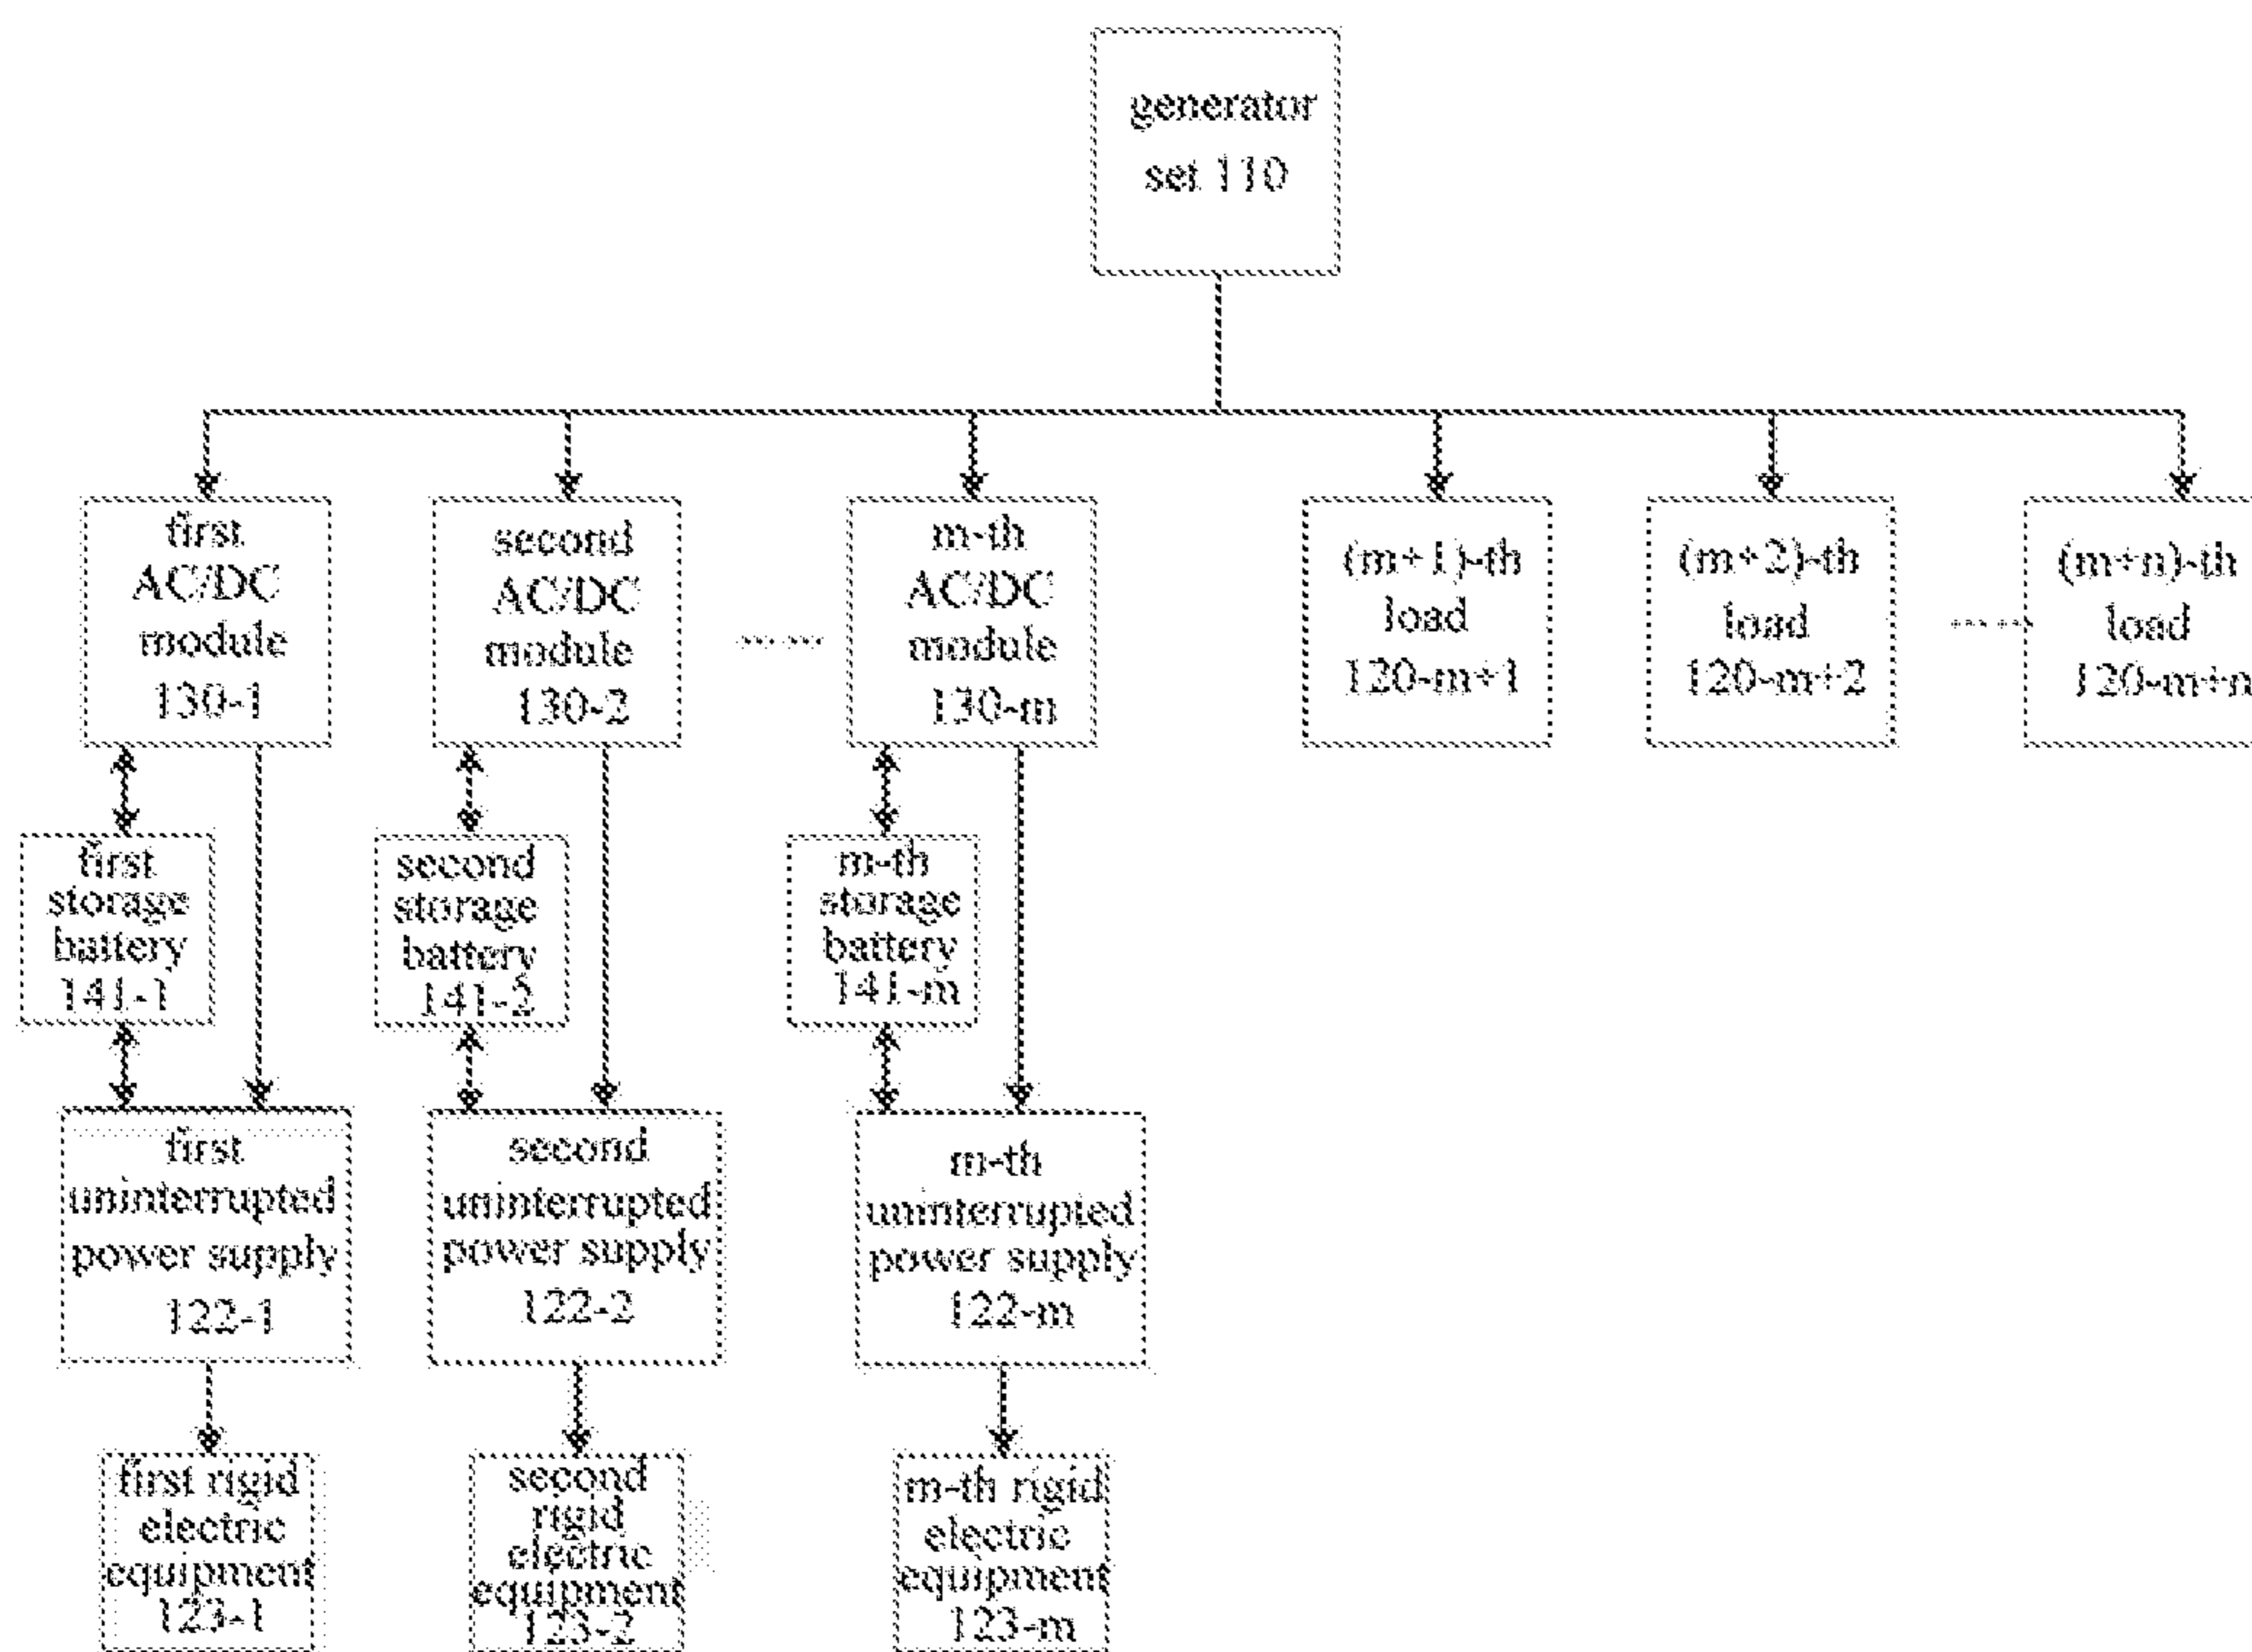 generator
set 110
first
AC/DC
module
130-1
second
AC/DC
module
130-2
……
m-th
AC/DC
module
130-m
(m+1)-th
load
120-m+1
(m+2)-th
load
120-m+2
……
(m+n)-th
load
120-m+n
first
storage
battery
141-1
second
storage
battery
141-2
m-th
storage
battery
141-m
first
uninterrupted
power supply
122-1
second
uninterrupted
power supply
122-2
m-th
uninterrupted
power supply
122-m
first rigid
electric
equipment
123-1
second
rigid
electric
equipment
123-2
m-th rigid
electric
equipment
123-m